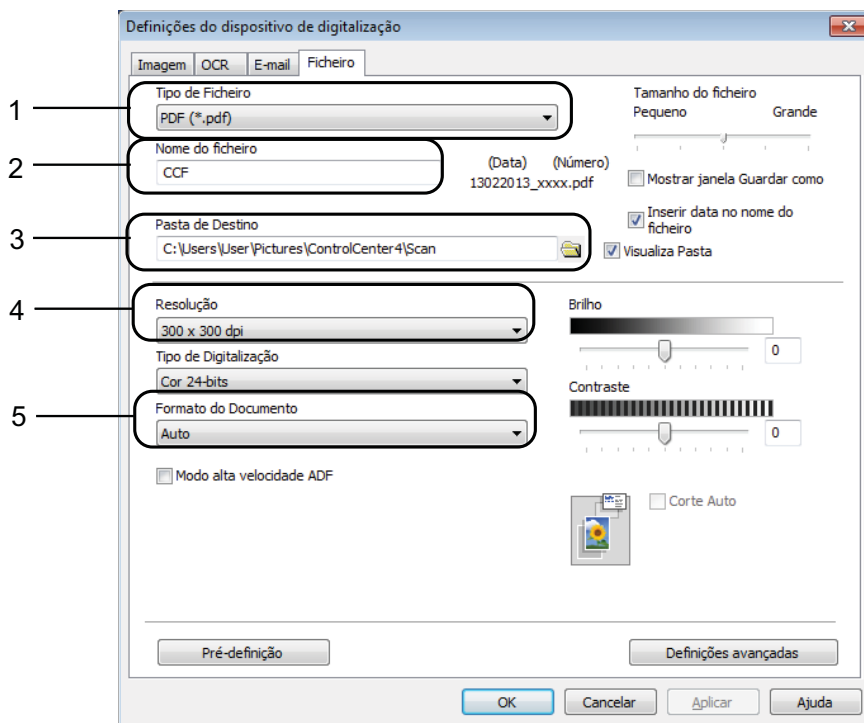 Definições do dispositivo de digitalização
Imagem OCR E-mail Ficheiro
1
Tipo de Ficheiro
PDF (*.pdf)
Tamanho do ficheiro
Pequeno Grande
2
Nome do ficheiro
CCF
(Data) (Número)
13022013_xxxx.pdf
Mostrar janela Guardar como
Inserir data no nome do
ficheiro
3
Pasta de Destino
C:\Users\User\Pictures\ControlCenter4\Scan
Visualiza Pasta
4
Resolução
300 x 300 dpi
Brilho
0
Tipo de Digitalização
Cor 24-bits
Contraste
0
5
Formato do Documento
Auto
Modo alta velocidade ADF
Corte Auto
Pré-definição
Definições avançadas
OK Cancelar Aplicar Ajuda